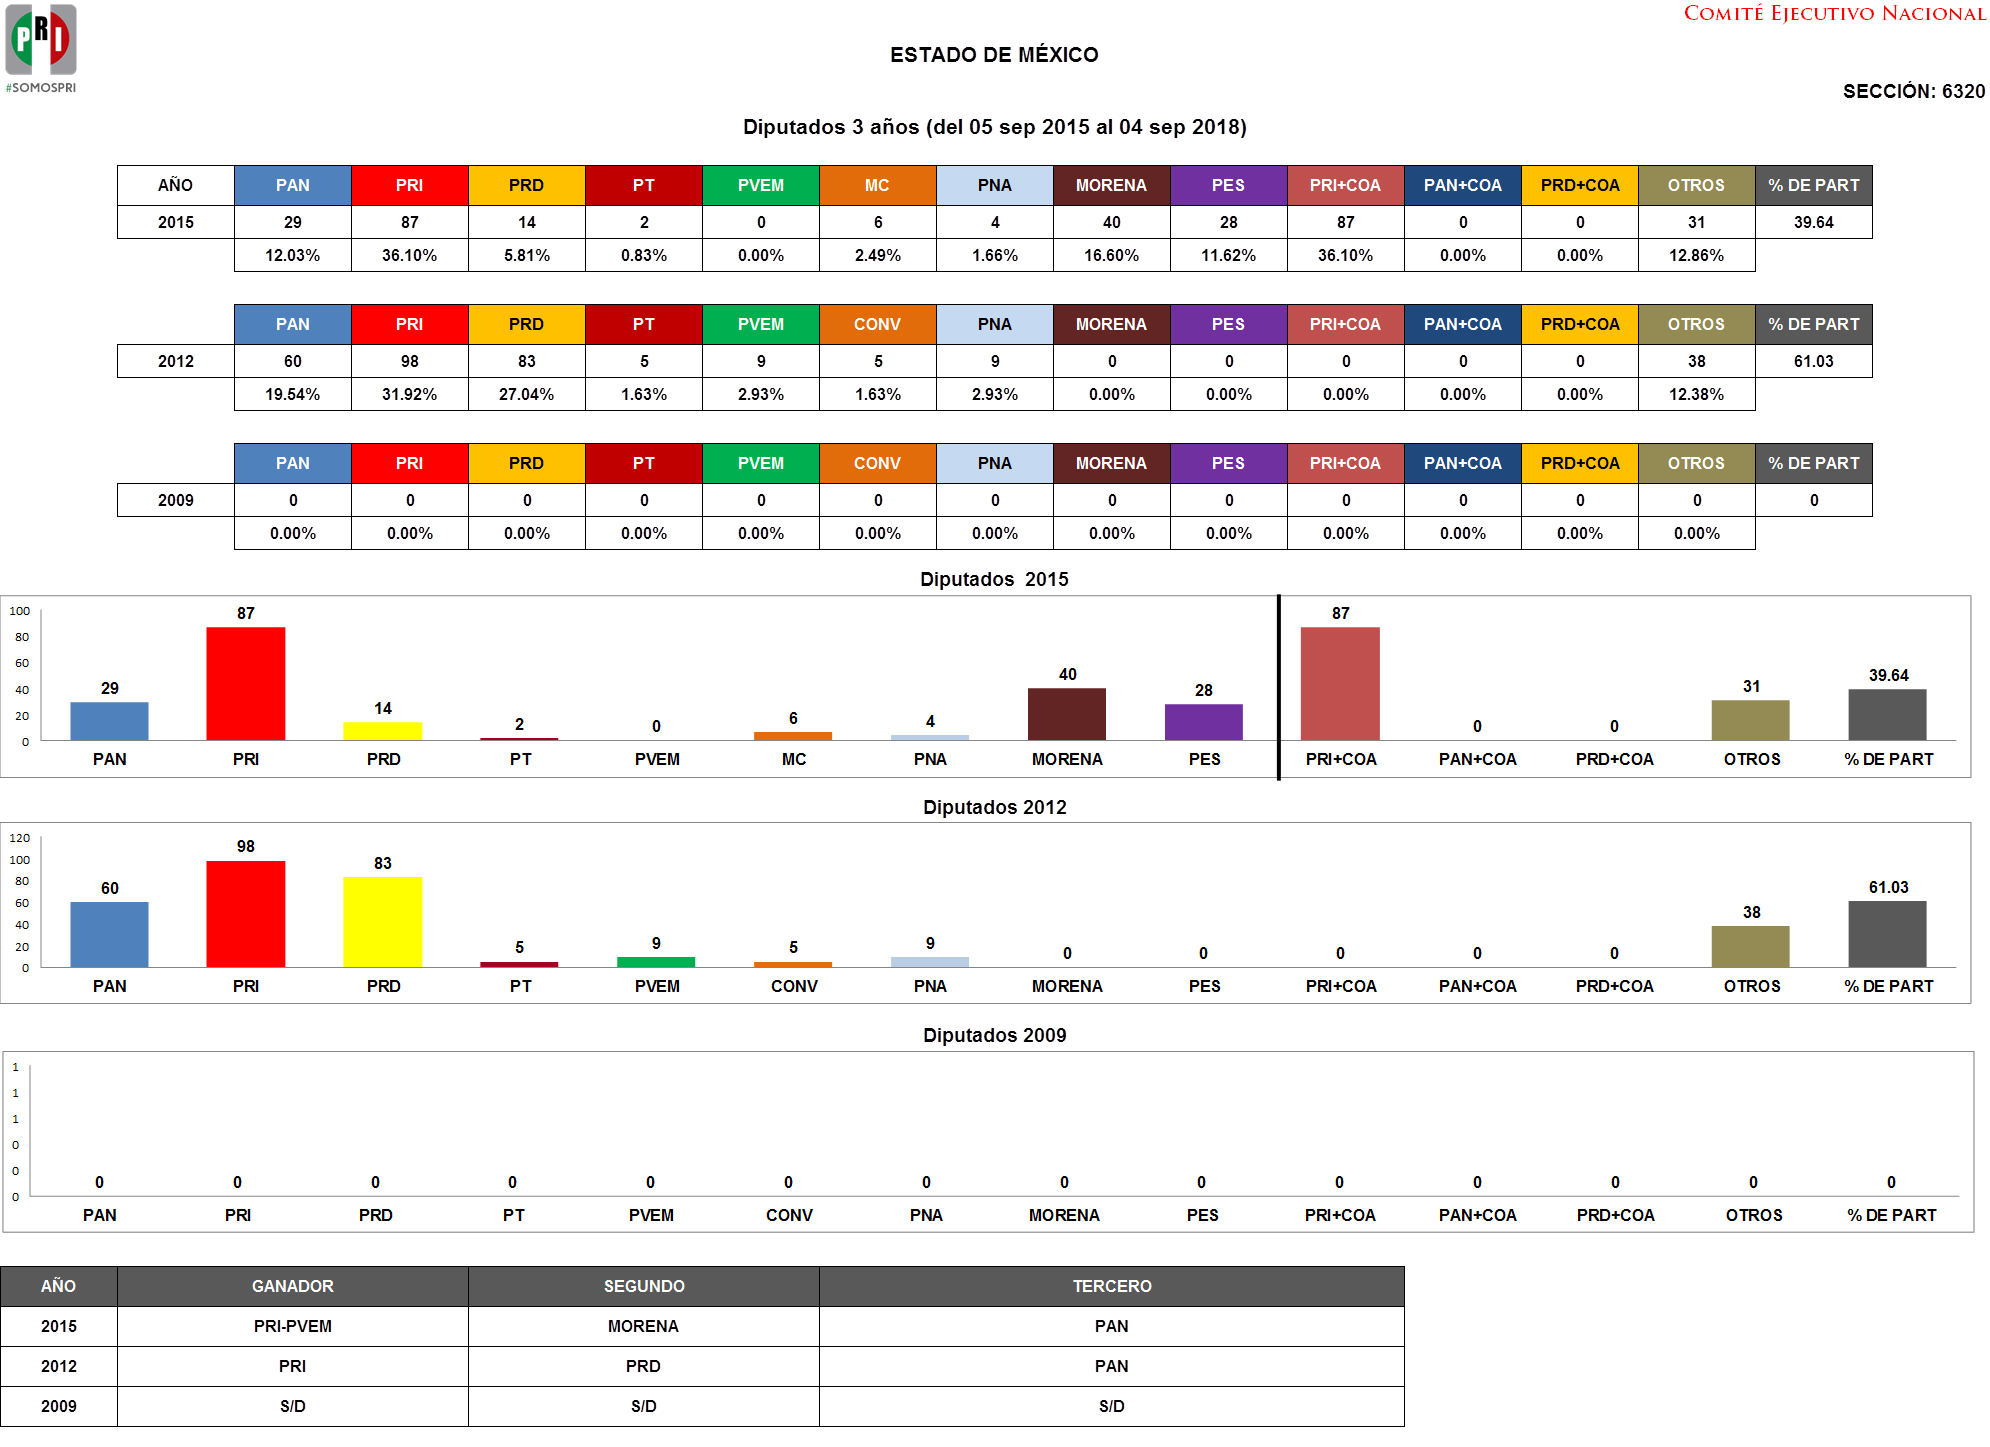 PRI
#SOMOSPRI
COMITÉ EJECUTIVO NACIONAL
ESTADO DE MÉXICO
SECCIÓN: 6320
Diputados 3 años (del 05 sep 2015 al 04 sep 2018)
AÑO PAN PRI PRD PT PVEM MC PNA MORENA PES PRI+COA PAN+COA PRD+COA OTROS % DE PART
2015 29 87 14 2 0 6 4 40 28 87 0 0 31 39.64
12.03% 36.10% 5.81% 0.83% 0.00% 2.49% 1.66% 16.60% 11.62% 36.10% 0.00% 0.00% 12.86%
PAN PRI PRD PT PVEM CONV PNA MORENA PES PRI+COA PAN+COA PRD+COA OTROS % DE PART
2012 60 98 83 5 9 5 9 0 0 0 0 0 38 61.03
19.54% 31.92% 27.04% 1.63% 2.93% 1.63% 2.93% 0.00% 0.00% 0.00% 0.00% 0.00% 12.38%
PAN PRI PRD PT PVEM CONV PNA MORENA PES PRI+COA PAN+COA PRD+COA OTROS % DE PART
2009 0 0 0 0 0 0 0 0 0 0 0 0 0 0
0.00% 0.00% 0.00% 0.00% 0.00% 0.00% 0.00% 0.00% 0.00% 0.00% 0.00% 0.00% 0.00%
Diputados 2015
100
80
60
40
20
0
29 87 14 2 0 6 4 40 28 87 0 0 31 39.64
PAN PRI PRD PT PVEM MC PNA MORENA PES PRI+COA PAN+COA PRD+COA OTROS % DE PART
Diputados 2012
120
100
80
60
40
20
0
60 98 83 5 9 5 9 0 0 0 0 0 38 61.03
PAN PRI PRD PT PVEM CONV PNA MORENA PES PRI+COA PAN+COA PRD+COA OTROS % DE PART
Diputados 2009
1
1
1
0
0
0
0 0 0 0 0 0 0 0 0 0 0 0 0 0
PAN PRI PRD PT PVEM CONV PNA MORENA PES PRI+COA PAN+COA PRD+COA OTROS % DE PART
AÑO GANADOR SEGUNDO TERCERO
2015 PRI-PVEM MORENA PAN
2012 PRI PRD PAN
2009 S/D S/D S/D